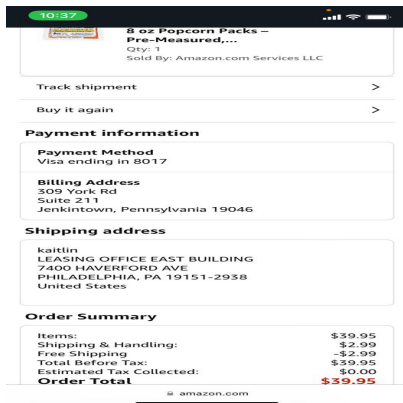 10:37
8 oz Popcorn Packs –
Pre-Measured,...
Qty: 1
Sold By: Amazon.com Services LLC
Track shipment >
Buy it again >
Payment information
Payment Method
Visa ending in 8017
Billing Address
309 York Rd
Suite 211
Jenkintown, Pennsylvania 19046
Shipping address
kaitlin
LEASING OFFICE EAST BUILDING
7400 HAVERFORD AVE
PHILADELPHIA, PA 19151-2938
United States
Order Summary
Items: $39.95
Shipping & Handling: $2.99
Free Shipping -$2.99
Total Before Tax: $39.95
Estimated Tax Collected: $0.00
Order Total $39.95
amazon.com